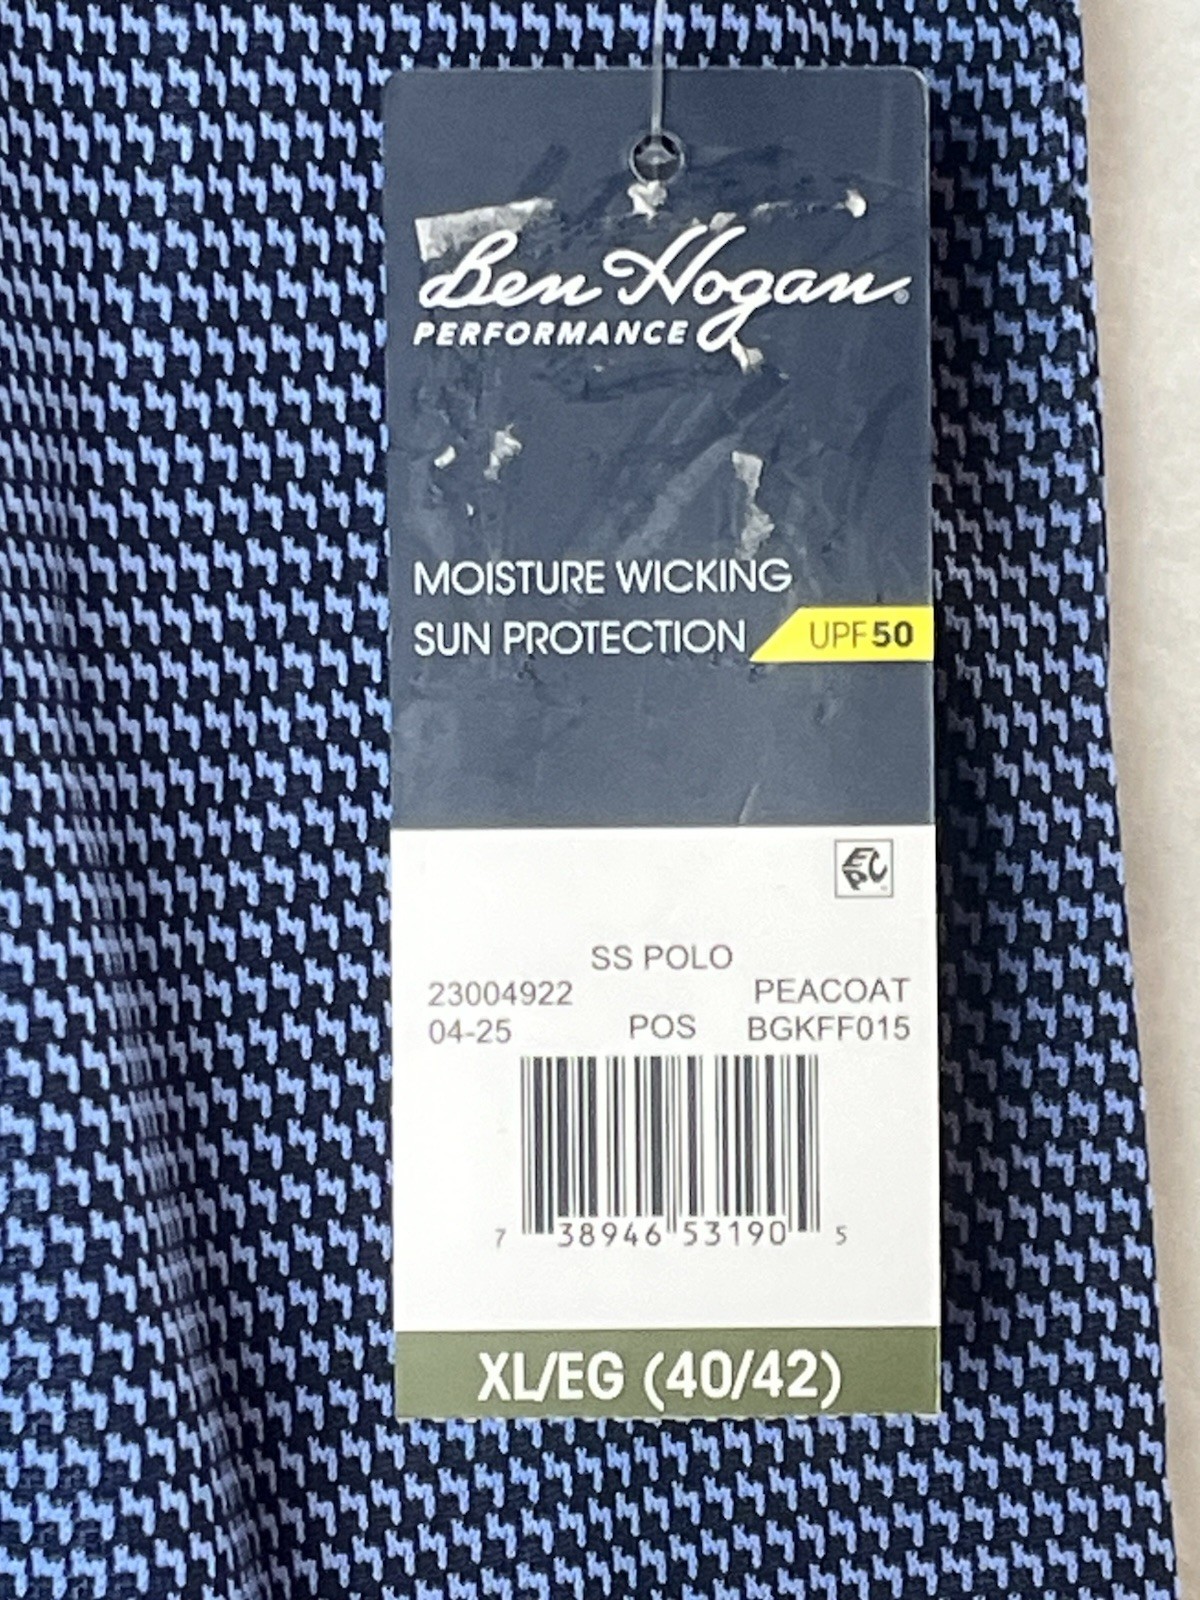 Ben Hogan®
PERFORMANCE
MOISTURE WICKING
SUN PROTECTION UPF50
EPC
SS POLO
23004922 PEACOAT
04-25 POS BGKFF015
7 38946 53190 5
XL/EG (40/42)